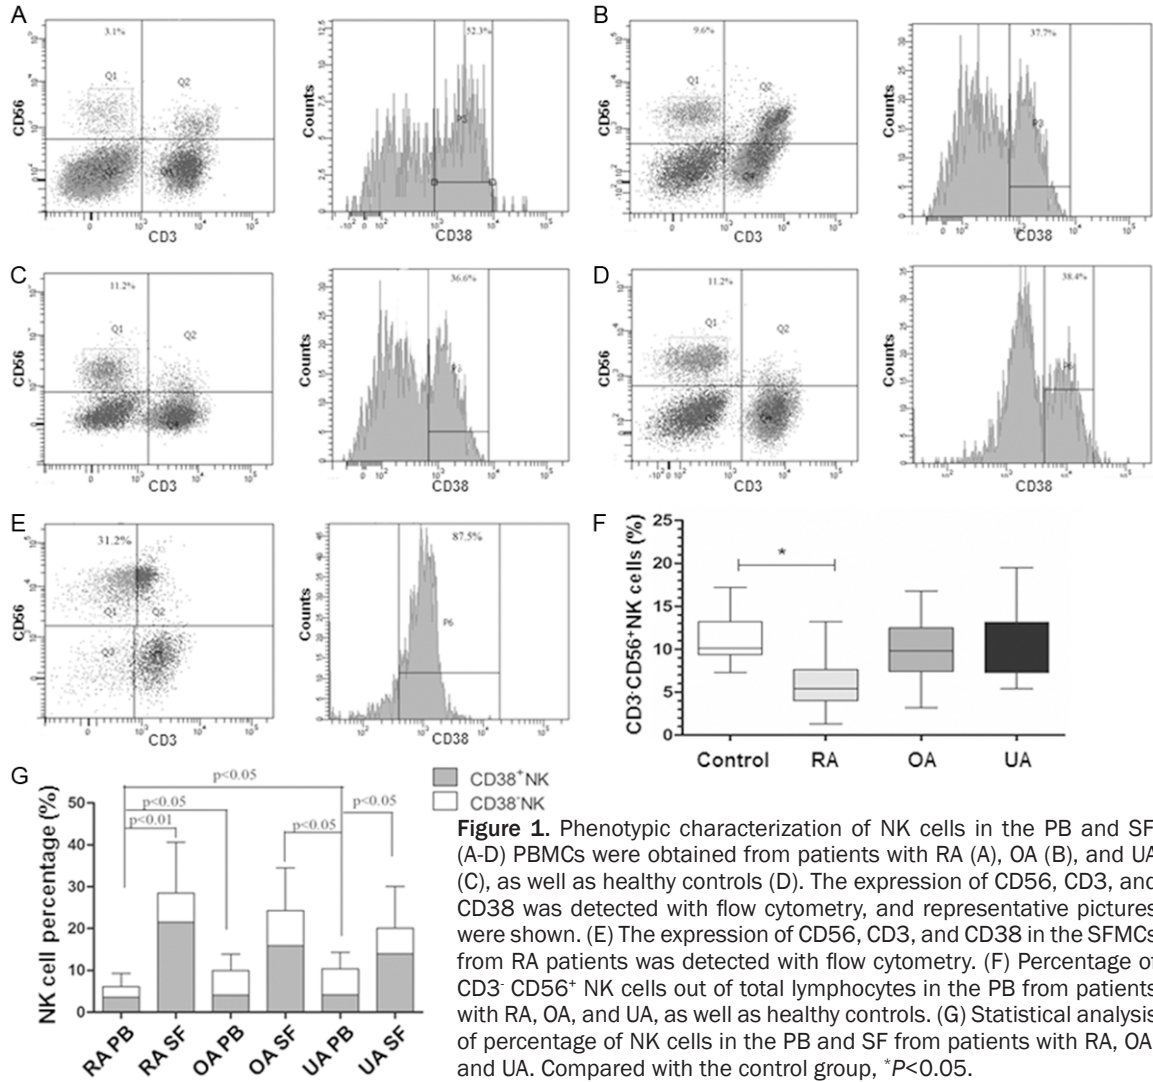 A
3.1%
Q1
Q2
CD56
CD3
52.3%
Counts
CD38
B
9.6%
Q1
Q2
CD56
CD3
37.7%
Counts
P3
CD38
C
11.2%
Q1
Q2
CD56
CD3
36.6%
Counts
CD38
D
11.2%
Q1
Q2
CD56
CD3
38.4%
Counts
P6
CD38
E
31.2%
Q1
Q2
Q3
CD56
CD3
87.5%
P6
Counts
CD38
F
CD3⁻CD56⁺NK cells (%)
25
20
15
10
5
0
*
Control RA OA UA
G
NK cell percentage (%)
50
40
30
20
10
0
p<0.05
p<0.05
p<0.01
p<0.05
p<0.05
CD38⁺NK
CD38⁻NK
RA PB RA SF OA PB OA SF UA PB UA SF
Figure 1. Phenotypic characterization of NK cells in the PB and SF
(A-D) PBMCs were obtained from patients with RA (A), OA (B), and UA
(C), as well as healthy controls (D). The expression of CD56, CD3, and
CD38 was detected with flow cytometry, and representative pictures
were shown. (E) The expression of CD56, CD3, and CD38 in the SFMCs
from RA patients was detected with flow cytometry. (F) Percentage of
CD3⁻ CD56⁺ NK cells out of total lymphocytes in the PB from patients
with RA, OA, and UA, as well as healthy controls. (G) Statistical analysis
of percentage of NK cells in the PB and SF from patients with RA, OA
and UA. Compared with the control group, *P<0.05.